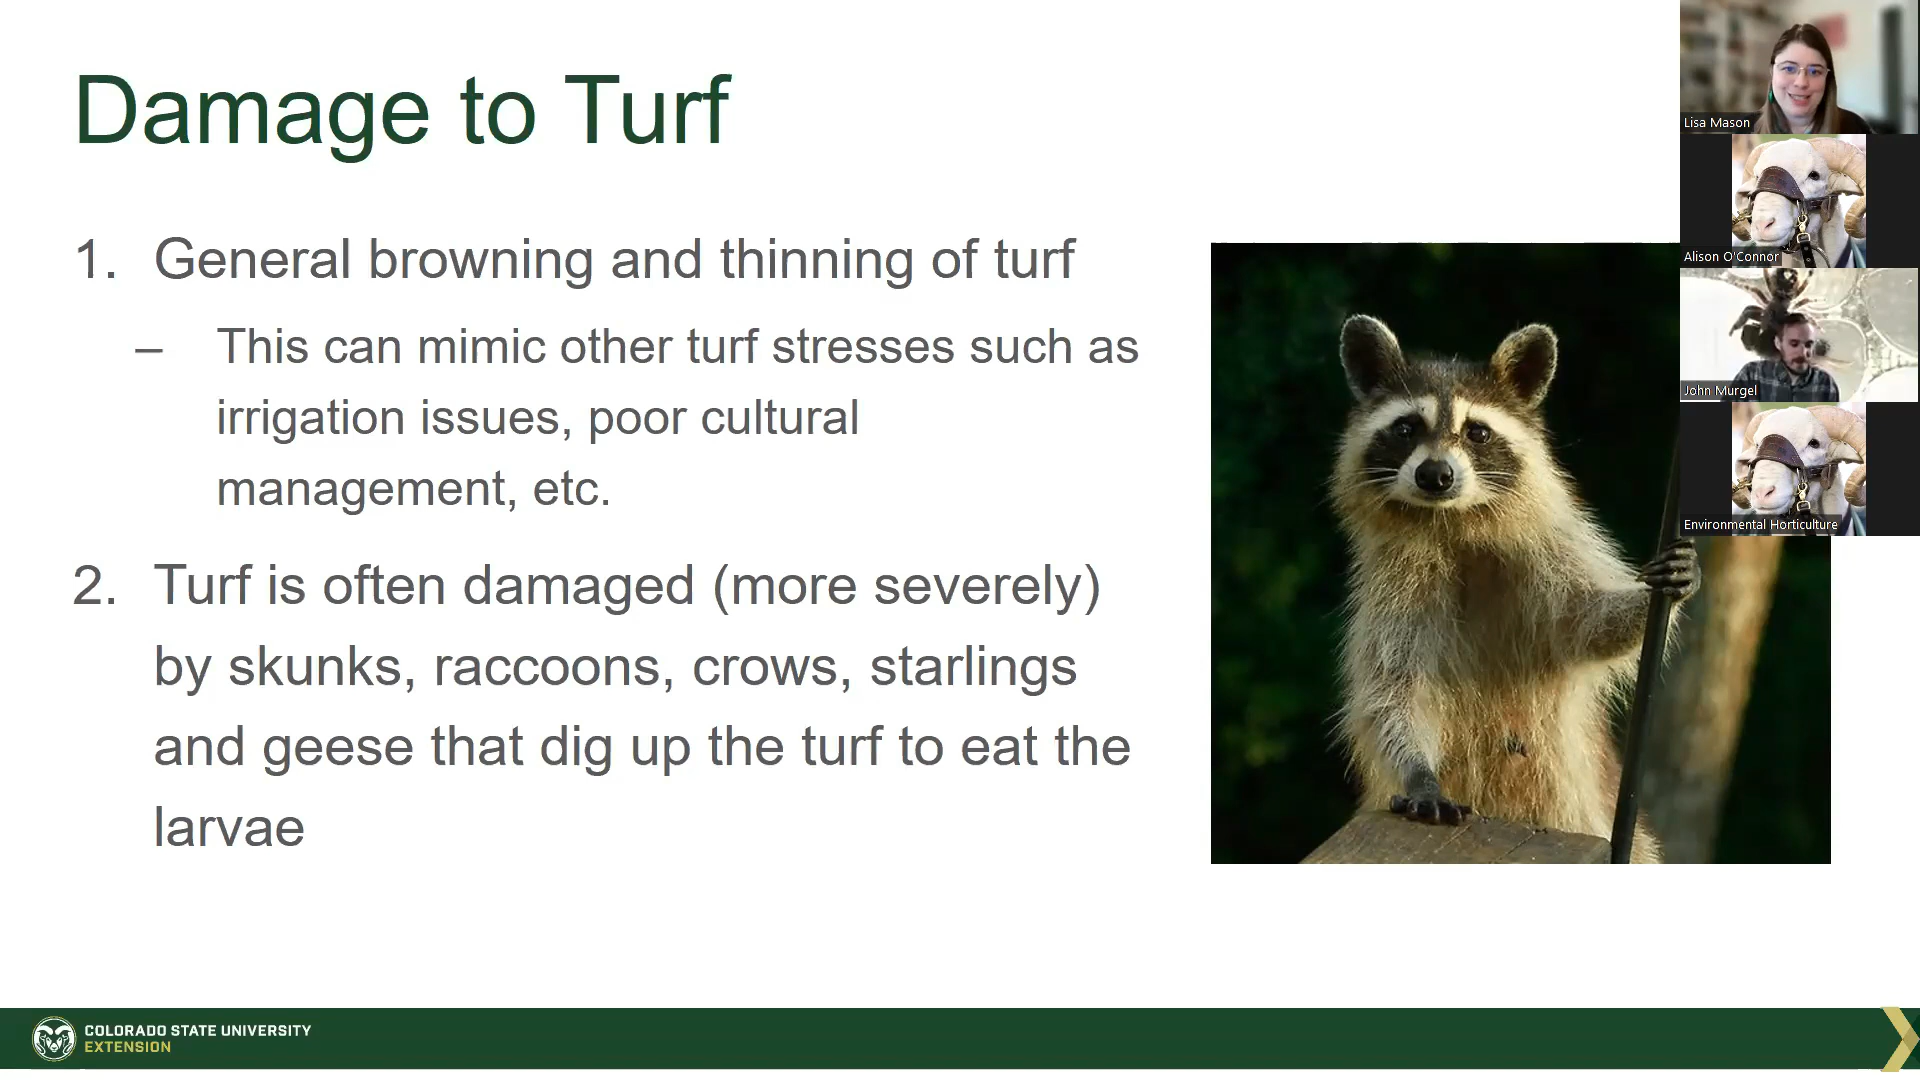 Damage to Turf
1. General browning and thinning of turf
– This can mimic other turf stresses such as
irrigation issues, poor cultural
management, etc.
2. Turf is often damaged (more severely)
by skunks, raccoons, crows, starlings
and geese that dig up the turf to eat the
larvae
Lisa Mason
Alison O'Connor
John Murgel
Environmental Horticulture
COLORADO STATE UNIVERSITY
EXTENSION